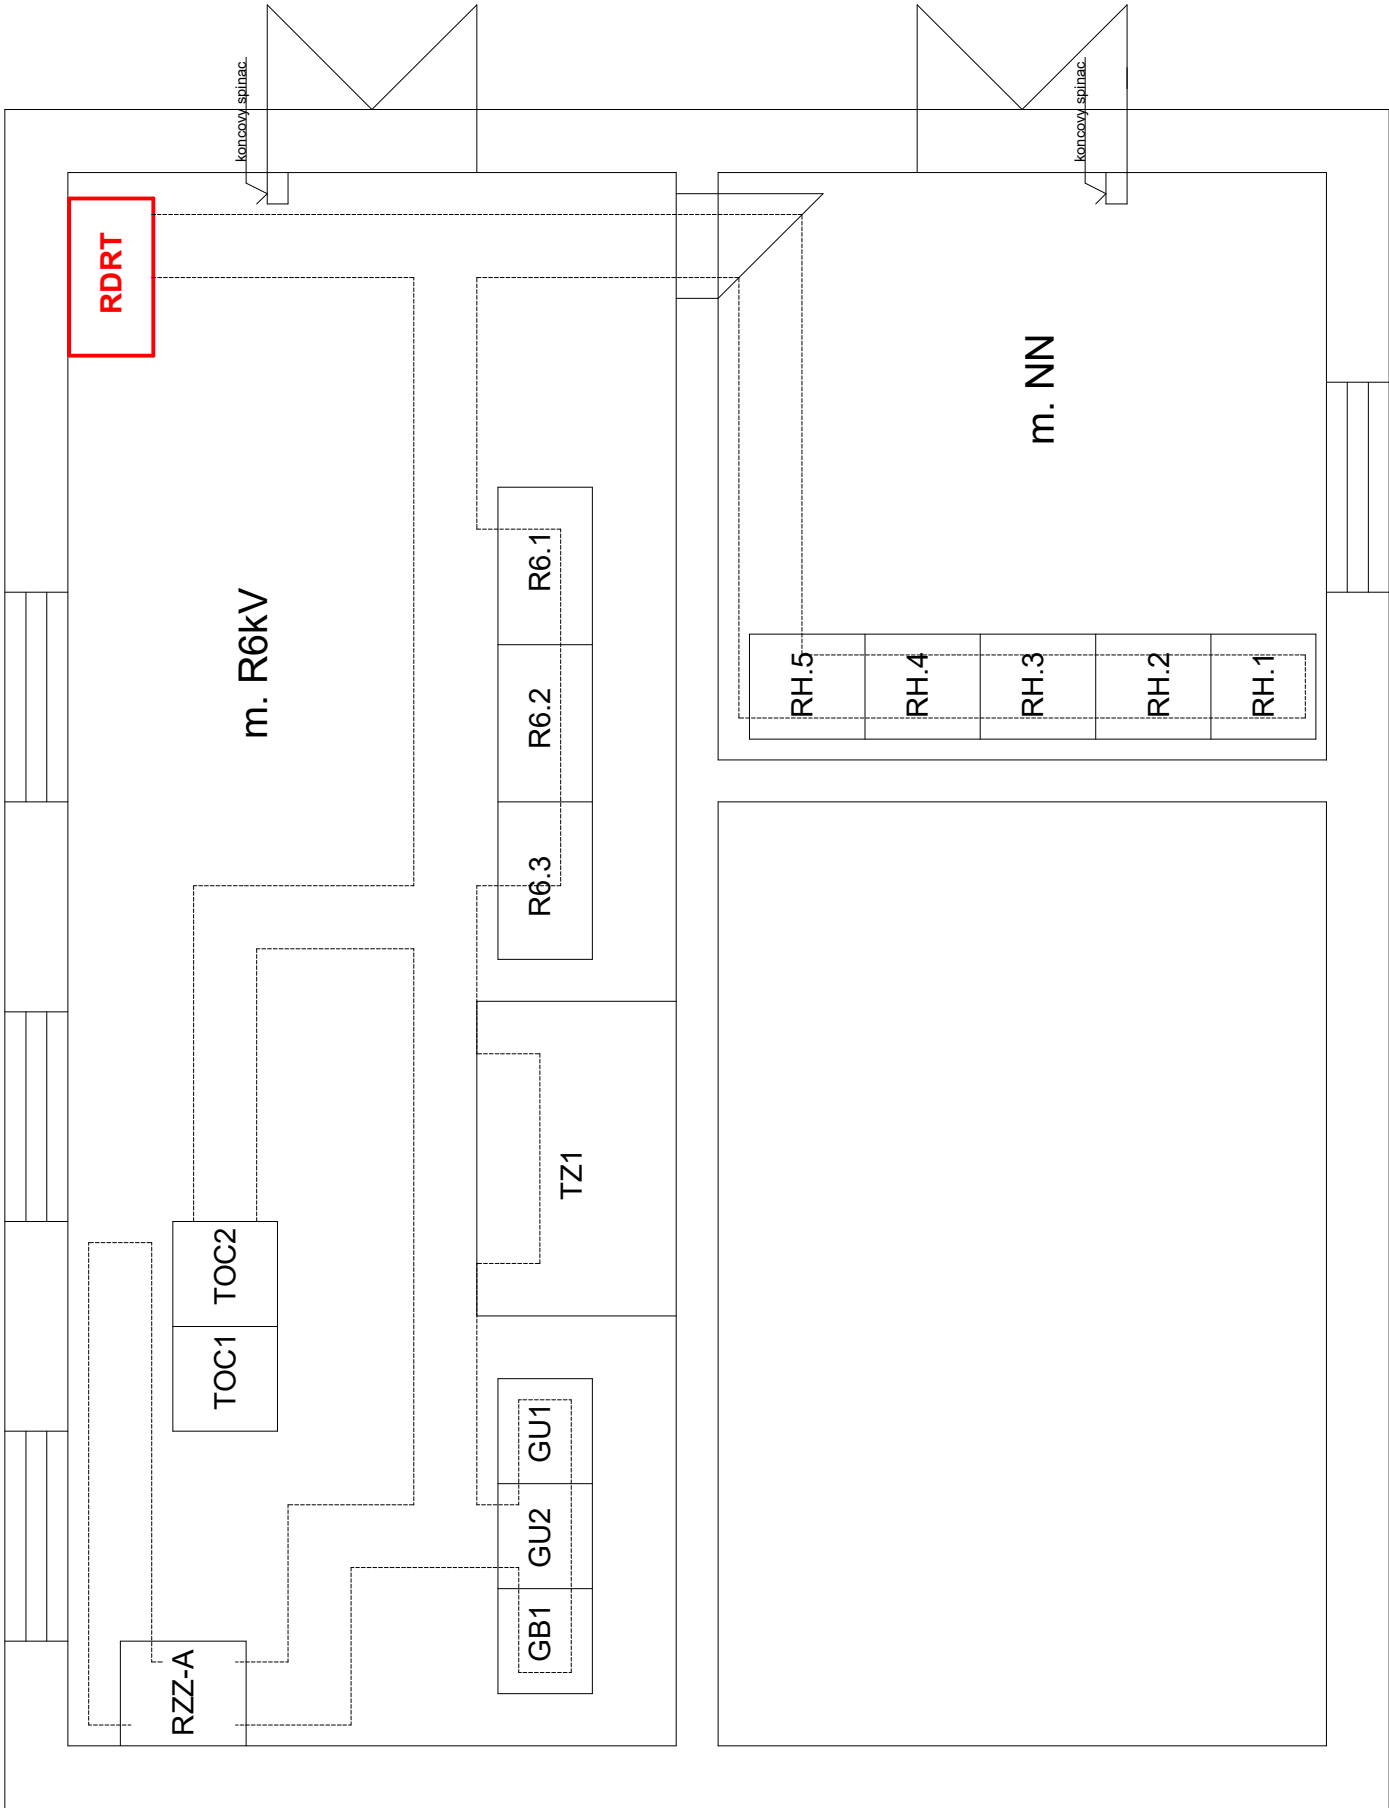 koncovy spinac
koncovy spinac
RDRT
m. NN
m. R6kV
R6.1
R6.2
R6.3
RH.5
RH.4
RH.3
RH.2
RH.1
TZ1
TOC2
TOC1
GU1
GU2
GB1
RZZ-A